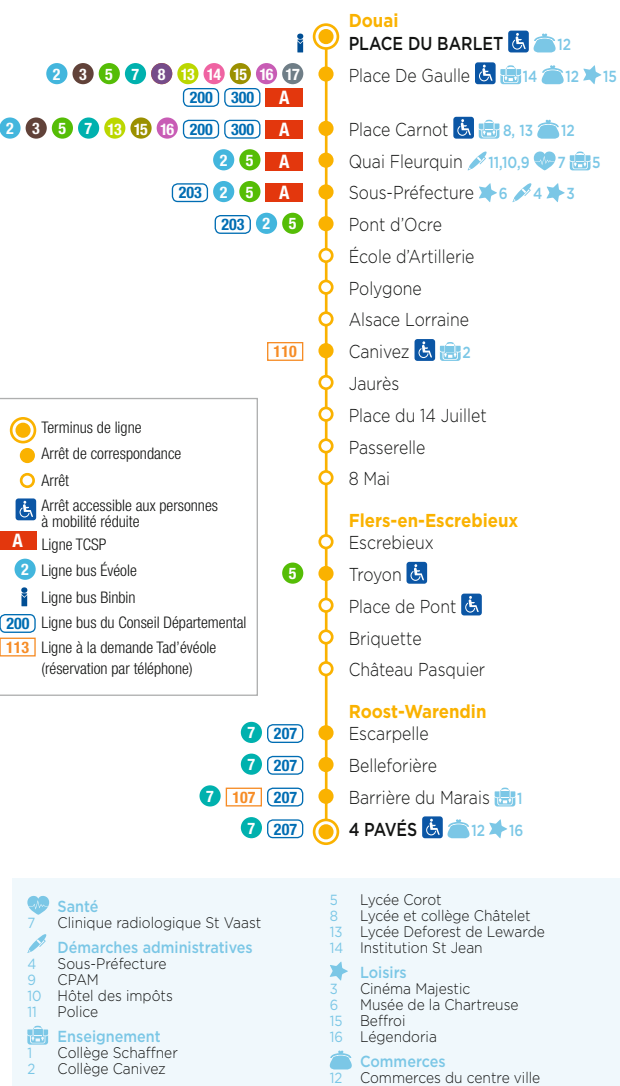 Douai
PLACE DU BARLET 12
2 3 5 7 8 13 14 15 16 17 Place De Gaulle 14 12 15
200 300 A
2 3 5 7 13 15 16 200 300 A Place Carnot 8, 13 12
2 5 A Quai Fleurquin 11,10,9 7 5
203 2 5 A Sous-Préfecture 6 4 3
203 2 5 Pont d'Ocre
École d'Artillerie
Polygone
Alsace Lorraine
110 Canivez 2
Jaurès
Place du 14 Juillet
Passerelle
8 Mai
Flers-en-Escrebieux
Escrebieux
5 Troyon
Place de Pont
Briquette
Château Pasquier
Roost-Warendin
7 207 Escarpelle
7 207 Belleforière
7 107 207 Barrière du Marais 1
7 207 4 PAVÉS 12 16
Terminus de ligne
Arrêt de correspondance
Arrêt
Arrêt accessible aux personnes
à mobilité réduite
A Ligne TCSP
2 Ligne bus Évéole
Ligne bus Binbin
200 Ligne bus du Conseil Départemental
113 Ligne à la demande Tad'évéole
(réservation par téléphone)
Santé
7 Clinique radiologique St Vaast
Démarches administratives
4 Sous-Préfecture
9 CPAM
10 Hôtel des impôts
11 Police
Enseignement
1 Collège Schaffner
2 Collège Canivez
5 Lycée Corot
8 Lycée et collège Châtelet
13 Lycée Deforest de Lewarde
14 Institution St Jean
Loisirs
3 Cinéma Majestic
6 Musée de la Chartreuse
15 Beffroi
16 Légendoria
Commerces
12 Commerces du centre ville